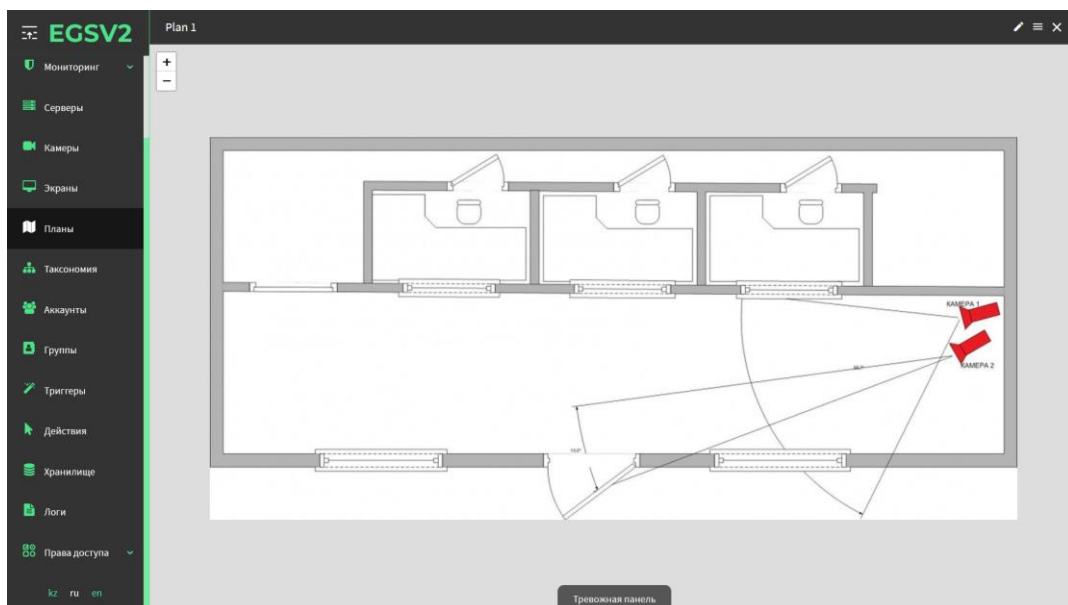 EGSV2
Plan 1
Мониторинг
+
−
Серверы
Камеры
Экраны
Планы
Таксономия
Аккаунты
Группы
Триггеры
Действия
Хранилище
Логи
Права доступа
kz ru en
КАМЕРА 1
КАМЕРА 2
Тревожная панель